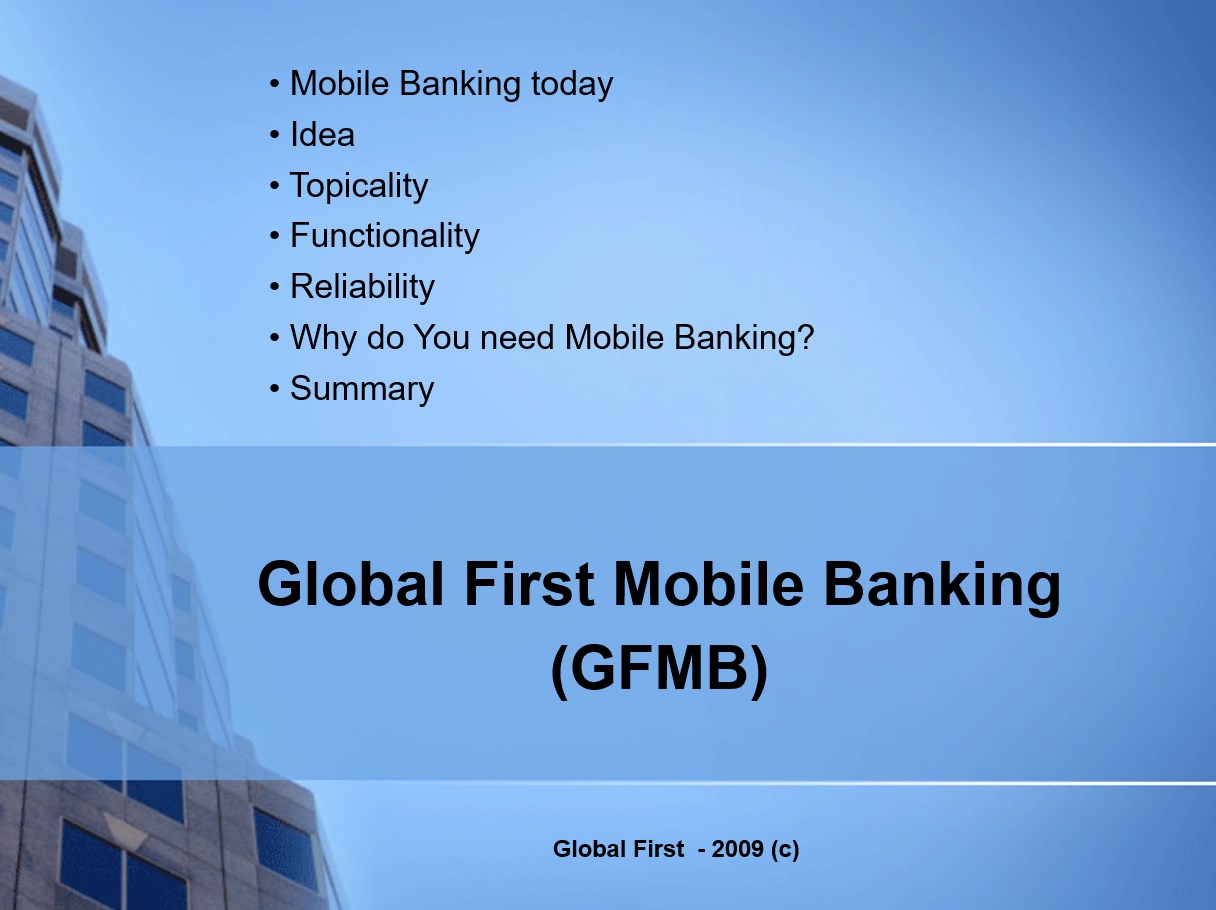 • Mobile Banking today
• Idea
• Topicality
• Functionality
• Reliability
• Why do You need Mobile Banking?
• Summary
Global First Mobile Banking
(GFMB)
Global First - 2009 (c)